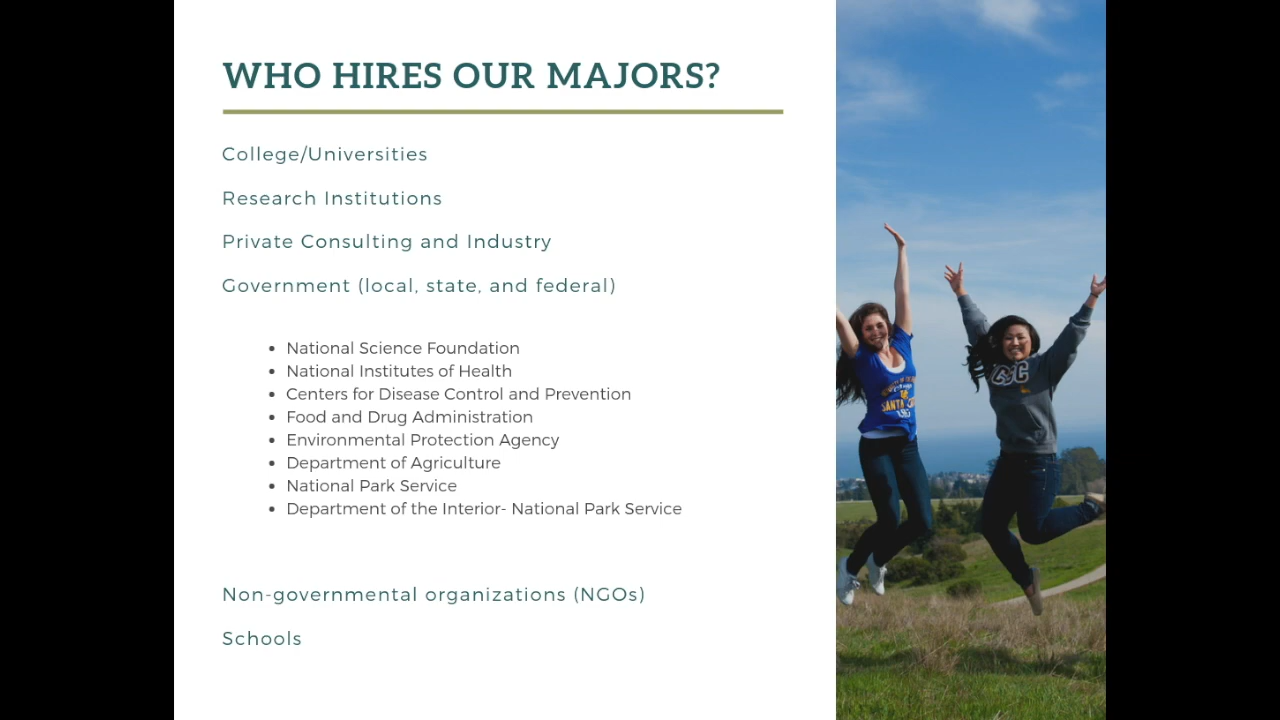 WHO HIRES OUR MAJORS?
College/Universities
Research Institutions
Private Consulting and Industry
Government (local, state, and federal)
National Science Foundation
National Institutes of Health
Centers for Disease Control and Prevention
Food and Drug Administration
Environmental Protection Agency
Department of Agriculture
National Park Service
Department of the Interior- National Park Service
Non-governmental organizations (NGOs)
Schools
SANTA